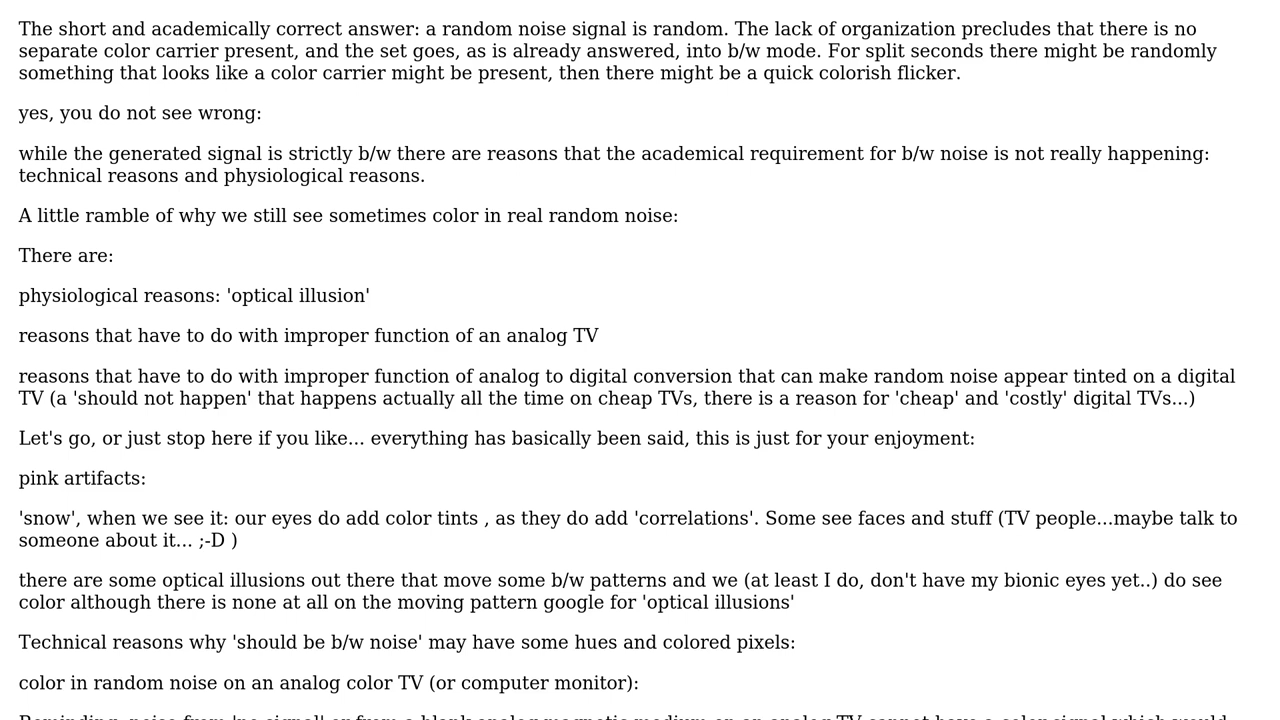 The short and academically correct answer: a random noise signal is random. The lack of organization precludes that there is no
separate color carrier present, and the set goes, as is already answered, into b/w mode. For split seconds there might be randomly
something that looks like a color carrier might be present, then there might be a quick colorish flicker.
yes, you do not see wrong:
while the generated signal is strictly b/w there are reasons that the academical requirement for b/w noise is not really happening:
technical reasons and physiological reasons.
A little ramble of why we still see sometimes color in real random noise:
There are:
physiological reasons: 'optical illusion'
reasons that have to do with improper function of an analog TV
reasons that have to do with improper function of analog to digital conversion that can make random noise appear tinted on a digital
TV (a 'should not happen' that happens actually all the time on cheap TVs, there is a reason for 'cheap' and 'costly' digital TVs...)
Let's go, or just stop here if you like... everything has basically been said, this is just for your enjoyment:
pink artifacts:
'snow', when we see it: our eyes do add color tints , as they do add 'correlations'. Some see faces and stuff (TV people...maybe talk to
someone about it... ;-D )
there are some optical illusions out there that move some b/w patterns and we (at least I do, don't have my bionic eyes yet..) do see
color although there is none at all on the moving pattern google for 'optical illusions'
Technical reasons why 'should be b/w noise' may have some hues and colored pixels:
color in random noise on an analog color TV (or computer monitor):